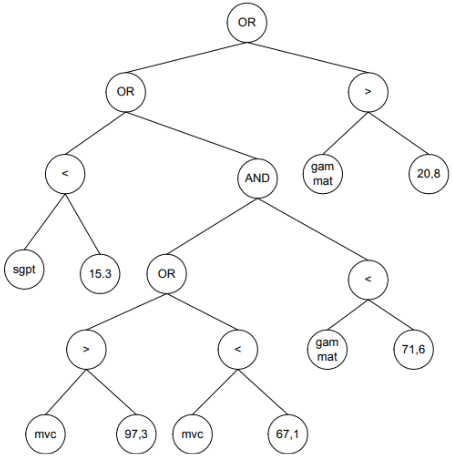 OR
OR
>
<
AND
gam
mat
20,8
sgpt
15.3
OR
<
>
<
gam
mat
71,6
mvc
97,3
mvc
67,1